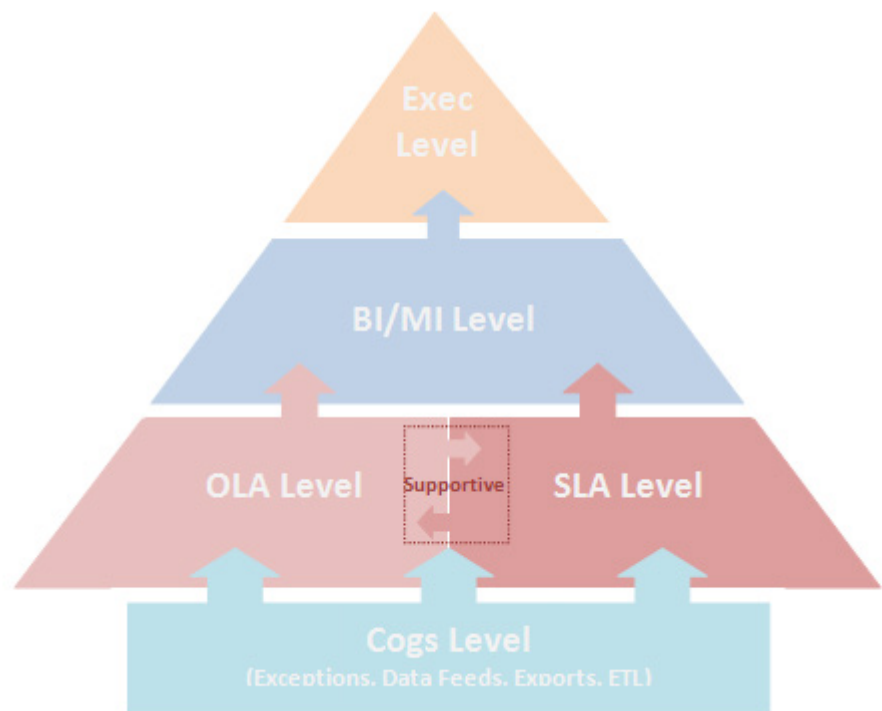 Exec
Level
BI/MI Level
OLA Level
Supportive
SLA Level
Cogs Level
(Exceptions, Data Feeds, Exports, ETL)